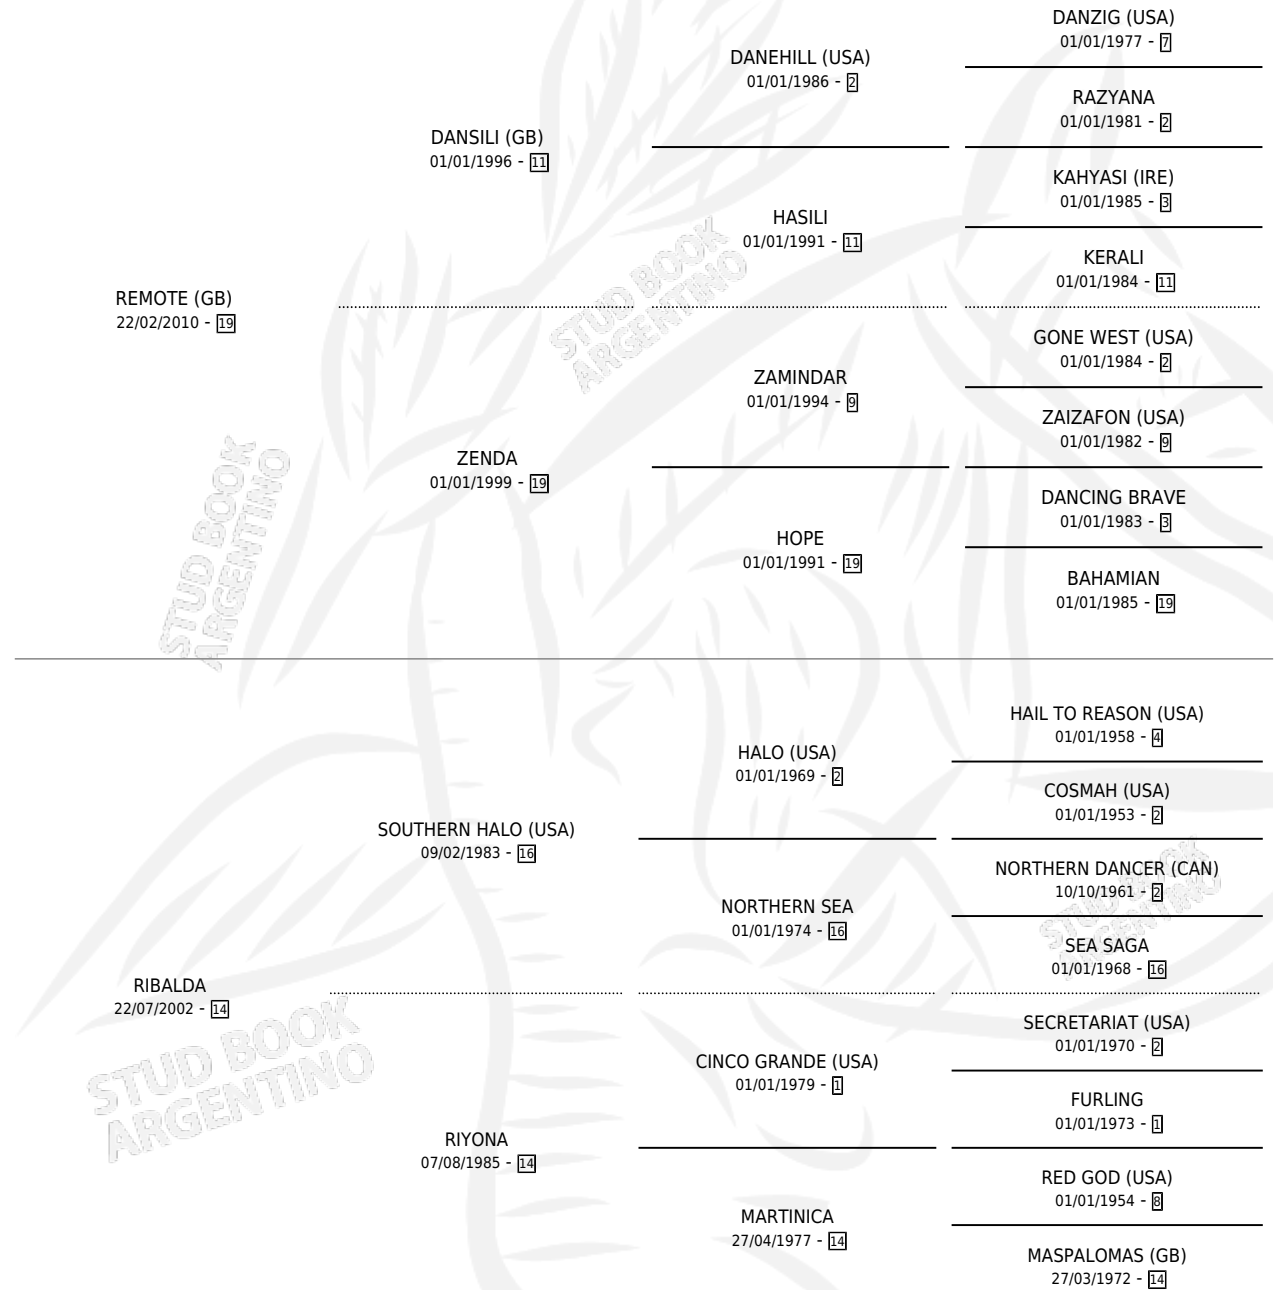 DANZIG (USA)
01/01/1977 - 7
DANEHILL (USA)
01/01/1986 - 2
RAZYANA
01/01/1981 - 2
DANSILI (GB)
01/01/1996 - 11
KAHYASI (IRE)
01/01/1985 - 3
HASILI
01/01/1991 - 11
KERALI
01/01/1984 - 11
REMOTE (GB)
22/02/2010 - 19
GONE WEST (USA)
01/01/1984 - 2
ZAMINDAR
01/01/1994 - 9
ZAIZAFON (USA)
01/01/1982 - 9
ZENDA
01/01/1999 - 19
DANCING BRAVE
01/01/1983 - 3
HOPE
01/01/1991 - 19
BAHAMIAN
01/01/1985 - 19
HAIL TO REASON (USA)
01/01/1958 - 4
HALO (USA)
01/01/1969 - 2
COSMAH (USA)
01/01/1953 - 2
SOUTHERN HALO (USA)
09/02/1983 - 16
NORTHERN DANCER (CAN)
10/10/1961 - 2
NORTHERN SEA
01/01/1974 - 16
SEA SAGA
01/01/1968 - 16
RIBALDA
22/07/2002 - 14
SECRETARIAT (USA)
01/01/1970 - 2
CINCO GRANDE (USA)
01/01/1979 - 1
FURLING
01/01/1973 - 1
RIYONA
07/08/1985 - 14
RED GOD (USA)
01/01/1954 - 8
MARTINICA
27/04/1977 - 14
MASPALOMAS (GB)
27/03/1972 - 14
STUD BOOK
ARGENTINO
STUD BOOK
ARGENTINO
STUD BOOK
ARGENTINO
STUD BOOK
ARGENTINO